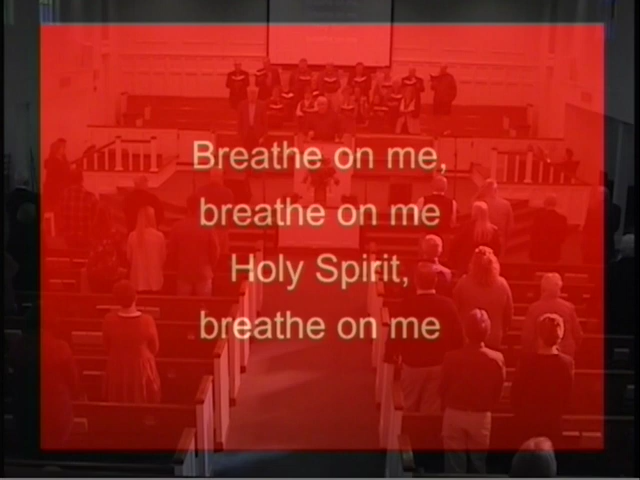 Breathe on me,
breathe on me
Holy Spirit,
breathe on me